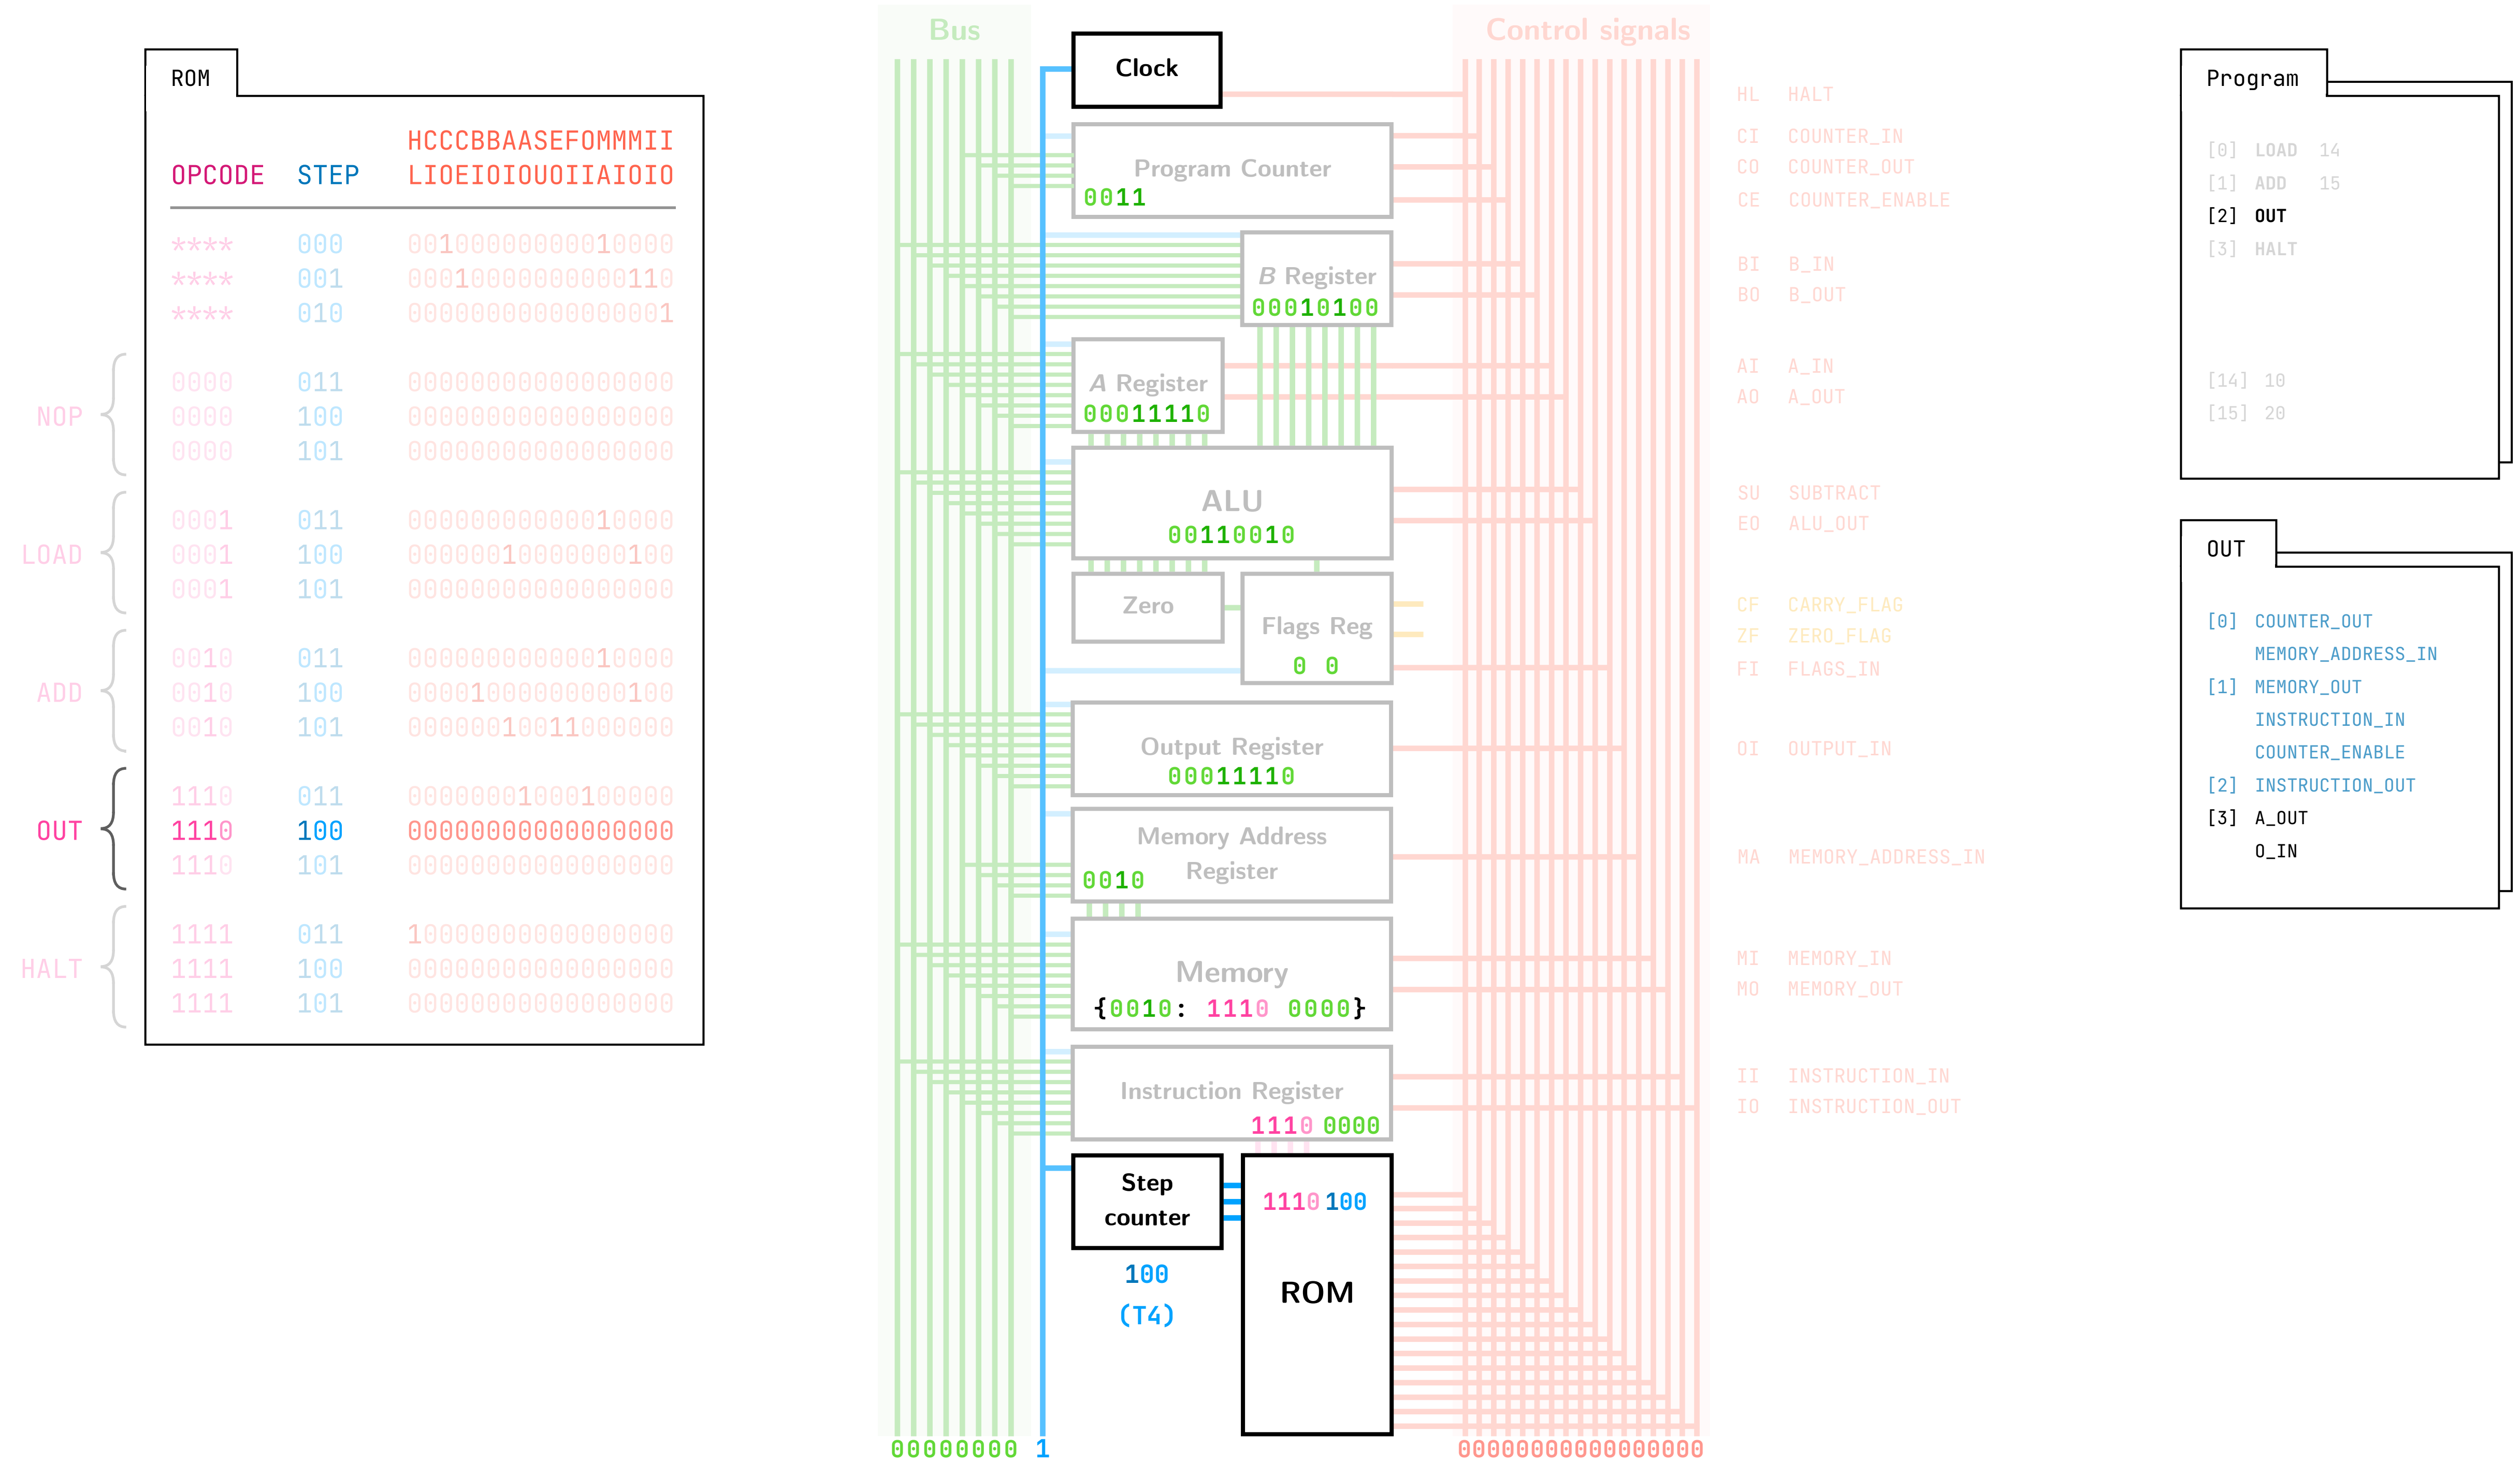 ROM
HCCCBBAASEFOMMMII
OPCODE STEP LIOEIOIOUOIIAIOIO
**** 000 00100000000010000
**** 001 00010000000000110
**** 010 00000000000000001
NOP
0000 011 00000000000000000
0000 100 00000000000000000
0000 101 00000000000000000
LOAD
0001 011 00000000000010000
0001 100 00000010000000100
0001 101 00000000000000000
ADD
0010 011 00000000000010000
0010 100 00001000000000100
0010 101 00000010011000000
OUT
1110 011 00000001000100000
1110 100 00000000000000000
1110 101 00000000000000000
HALT
1111 011 10000000000000000
1111 100 00000000000000000
1111 101 00000000000000000
Bus
Control signals
Clock
Program Counter
0011
B Register
00010100
A Register
00011110
ALU
00110010
Zero
Flags Reg
0 0
Output Register
00011110
Memory Address
Register
0010
Memory
{0010: 1110 0000}
Instruction Register
1110 0000
Step
counter
100
(T4)
1110 100
ROM
00000000
1
00000000000000000
HL HALT
CI COUNTER_IN
CO COUNTER_OUT
CE COUNTER_ENABLE
BI B_IN
BO B_OUT
AI A_IN
AO A_OUT
SU SUBTRACT
EO ALU_OUT
CF CARRY_FLAG
ZF ZERO_FLAG
FI FLAGS_IN
OI OUTPUT_IN
MA MEMORY_ADDRESS_IN
MI MEMORY_IN
MO MEMORY_OUT
II INSTRUCTION_IN
IO INSTRUCTION_OUT
Program
[0] LOAD 14
[1] ADD 15
[2] OUT
[3] HALT
[14] 10
[15] 20
OUT
[0] COUNTER_OUT
MEMORY_ADDRESS_IN
[1] MEMORY_OUT
INSTRUCTION_IN
COUNTER_ENABLE
[2] INSTRUCTION_OUT
[3] A_OUT
O_IN